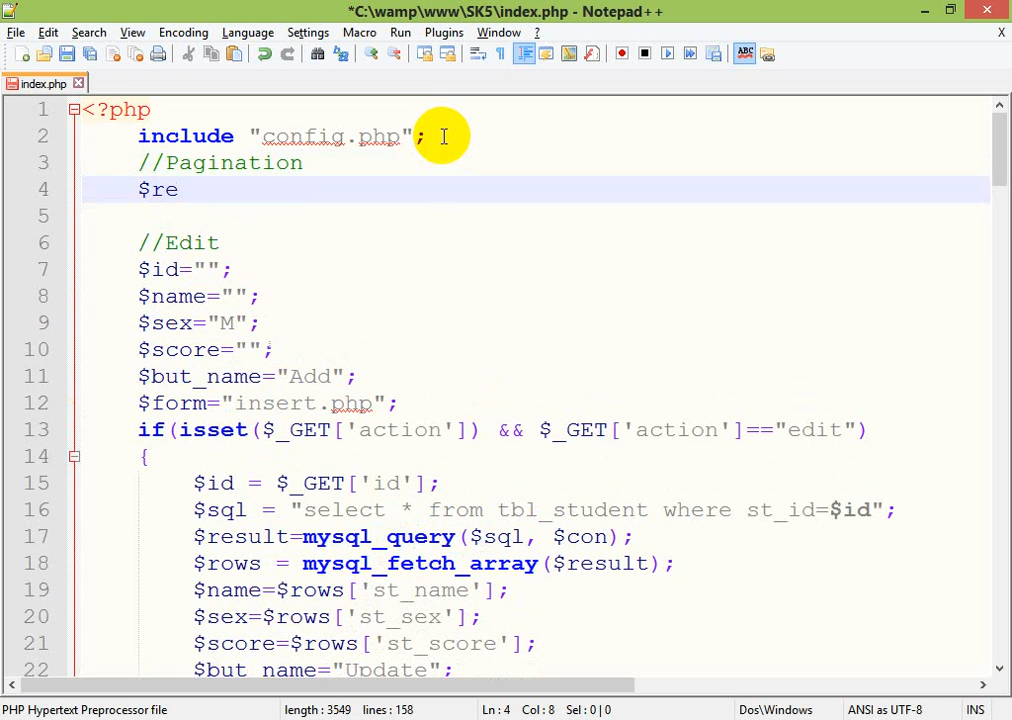 *C:\wamp\www\SK5\index.php - Notepad++
File Edit Search View Encoding Language Settings Macro Run Plugins Window ? X
index.php
1 <?php
2 include "config.php";
3 //Pagination
4 $re
5
6 //Edit
7 $id="";
8 $name="";
9 $sex="M";
10 $score="";
11 $but_name="Add";
12 $form="insert.php";
13 if(isset($_GET['action']) && $_GET['action']=="edit")
14 {
15 $id = $_GET['id'];
16 $sql = "select * from tbl_student where st_id=$id";
17 $result=mysql_query($sql, $con);
18 $rows = mysql_fetch_array($result);
19 $name=$rows['st_name'];
20 $sex=$rows['st_sex'];
21 $score=$rows['st_score'];
22 $but_name="Update";
PHP Hypertext Preprocessor file length : 3549 lines : 158 Ln : 4 Col : 8 Sel : 0 | 0 Dos\Windows ANSI as UTF-8 INS